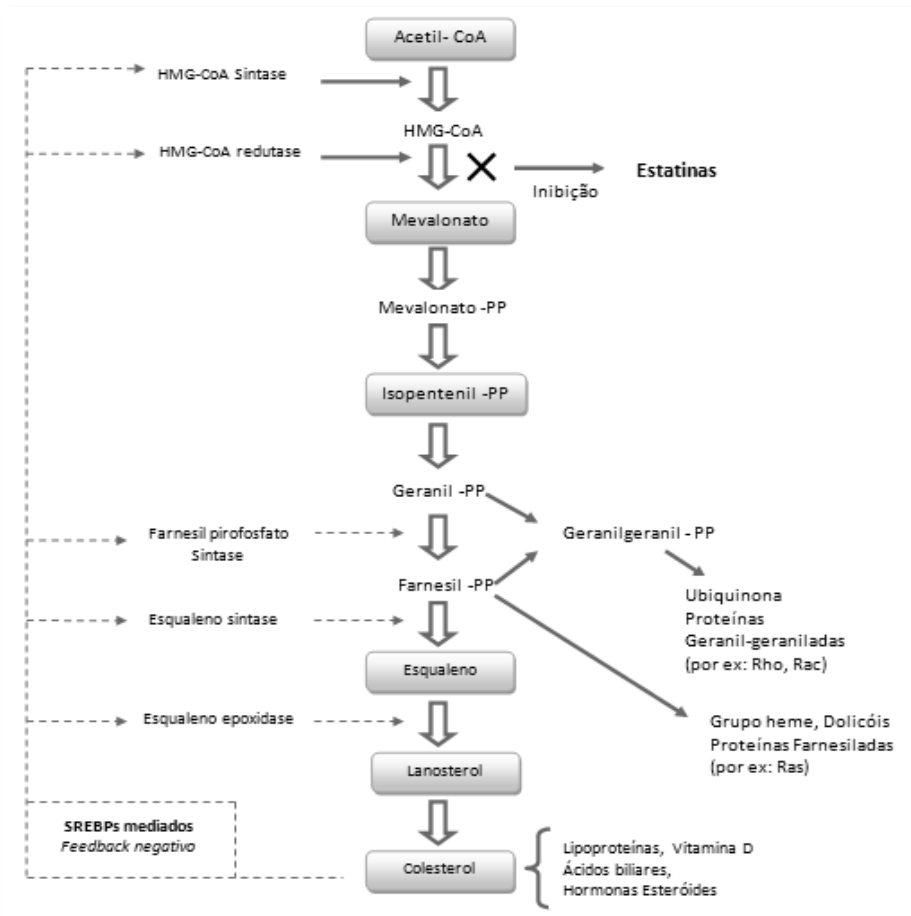 Acetil- CoA
HMG-CoA Sintase
HMG-CoA
HMG-CoA redutase
Inibição
Estatinas
Mevalonato
Mevalonato -PP
Isopentenil -PP
Geranil -PP
Farnesil pirofosfato
Sintase
Geranilgeranil - PP
Farnesil -PP
Ubiquinona
Proteínas
Geranil-geraniladas
(por ex: Rho, Rac)
Esqualeno sintase
Esqualeno
Esqualeno epoxidase
Grupo heme, Dolicóis
Proteínas Farnesiladas
(por ex: Ras)
Lanosterol
SREBPs mediados
Feedback negativo
Colesterol
Lipoproteínas, Vitamina D
Ácidos biliares,
Hormonas Esteróides